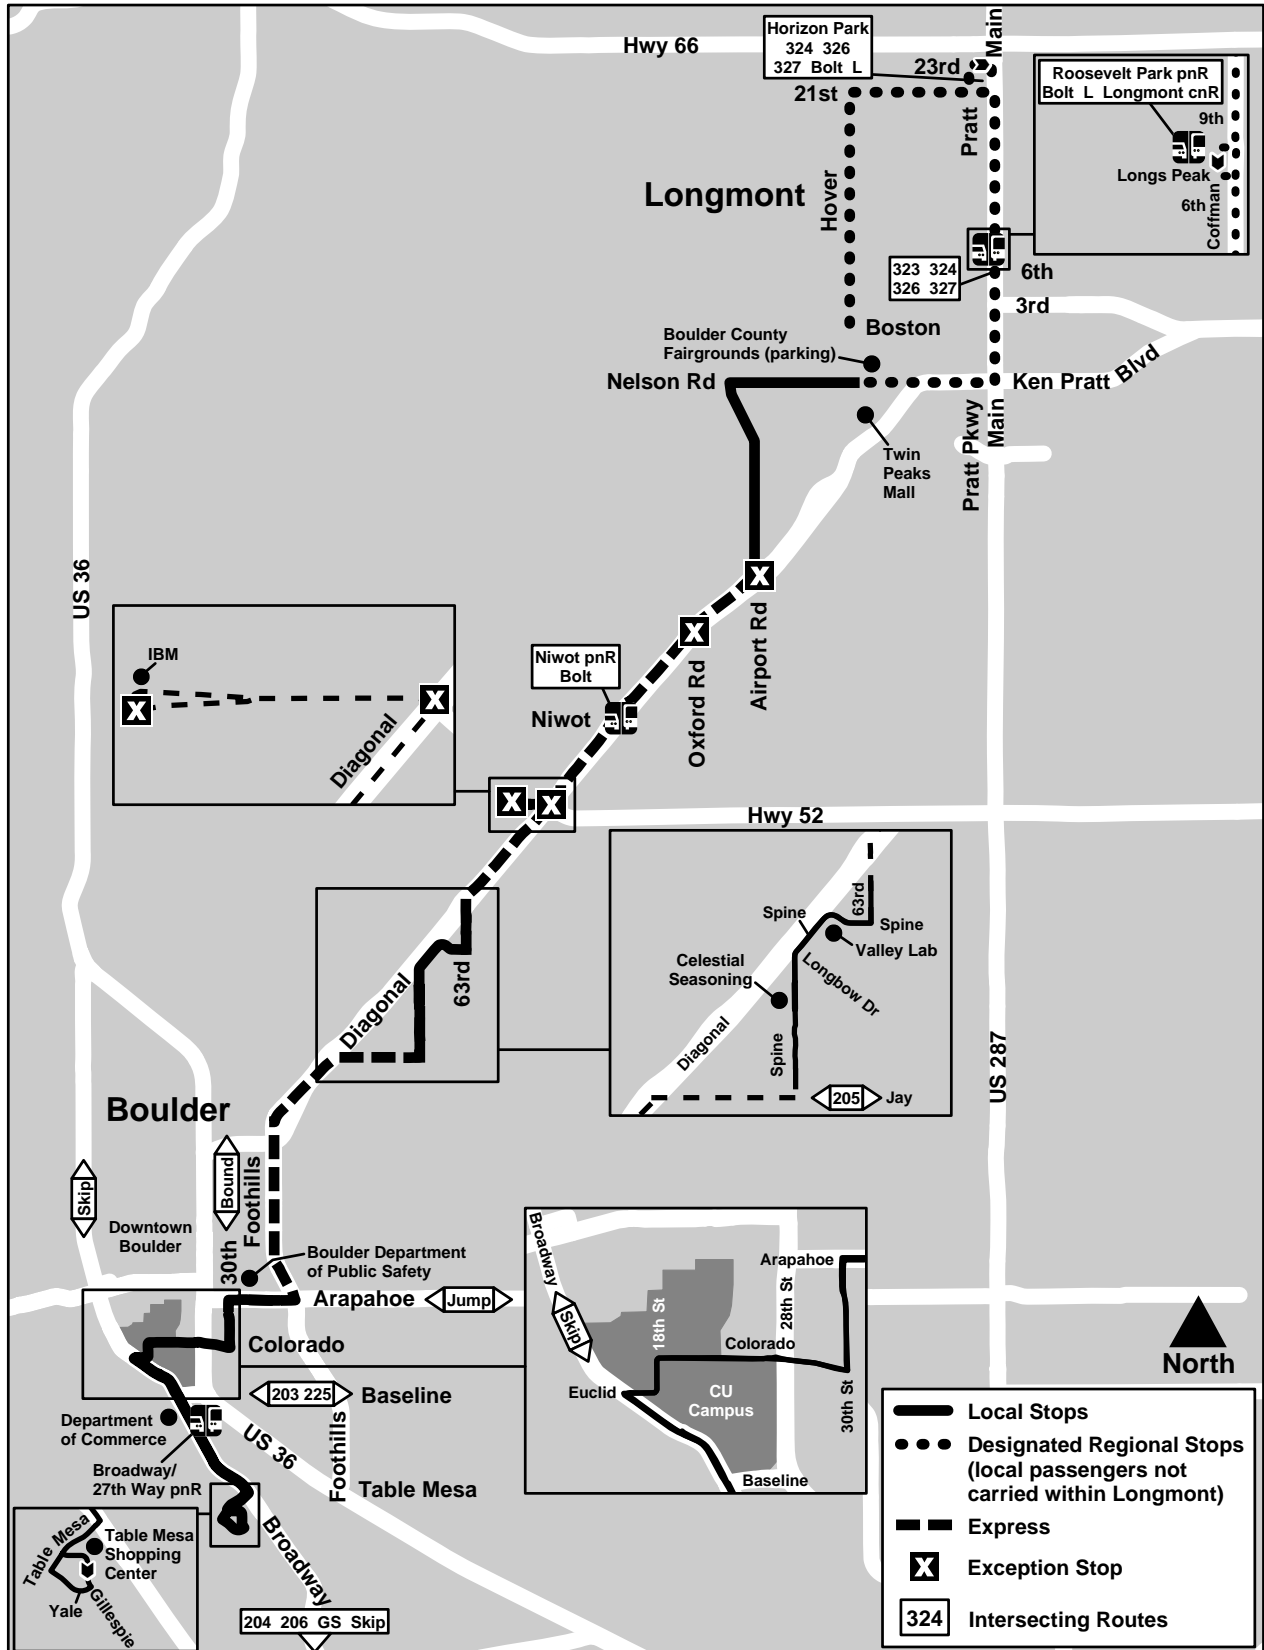 Hwy 66
Main
Horizon Park
324 326
327 Bolt L
23rd
21st
Pratt
Roosevelt Park pnR
Bolt L Longmont cnR
9th
Longs Peak
6th
Coffman
Longmont
Hover
323 324
326 327
6th
3rd
Boston
Boulder County
Fairgrounds (parking)
Nelson Rd
Ken Pratt Blvd
Pratt Pkwy
Main
Twin
Peaks
Mall
US 36
Airport Rd
Oxford Rd
Niwot pnR
Bolt
Niwot
IBM
Diagonal
Hwy 52
63rd
Spine
Spine
Valley Lab
Celestial
Seasoning
Longbow Dr
Diagonal
Spine
205
Jay
Diagonal
63rd
US 287
Boulder
Skip
Bound
Foothills
30th
Downtown
Boulder
Boulder Department
of Public Safety
Arapahoe
Jump
Colorado
203 225
Baseline
Broadway
Skip
Arapahoe
18th St
28th St
Colorado
Euclid
CU
Campus
30th St
Baseline
North
Department
of Commerce
US 36
Foothills
Broadway/
27th Way pnR
Table Mesa
Broadway
Table Mesa
Table Mesa
Shopping
Center
Yale
Gillespie
204 206 GS Skip
Local Stops
Designated Regional Stops
(local passengers not
carried within Longmont)
Express
X Exception Stop
324 Intersecting Routes